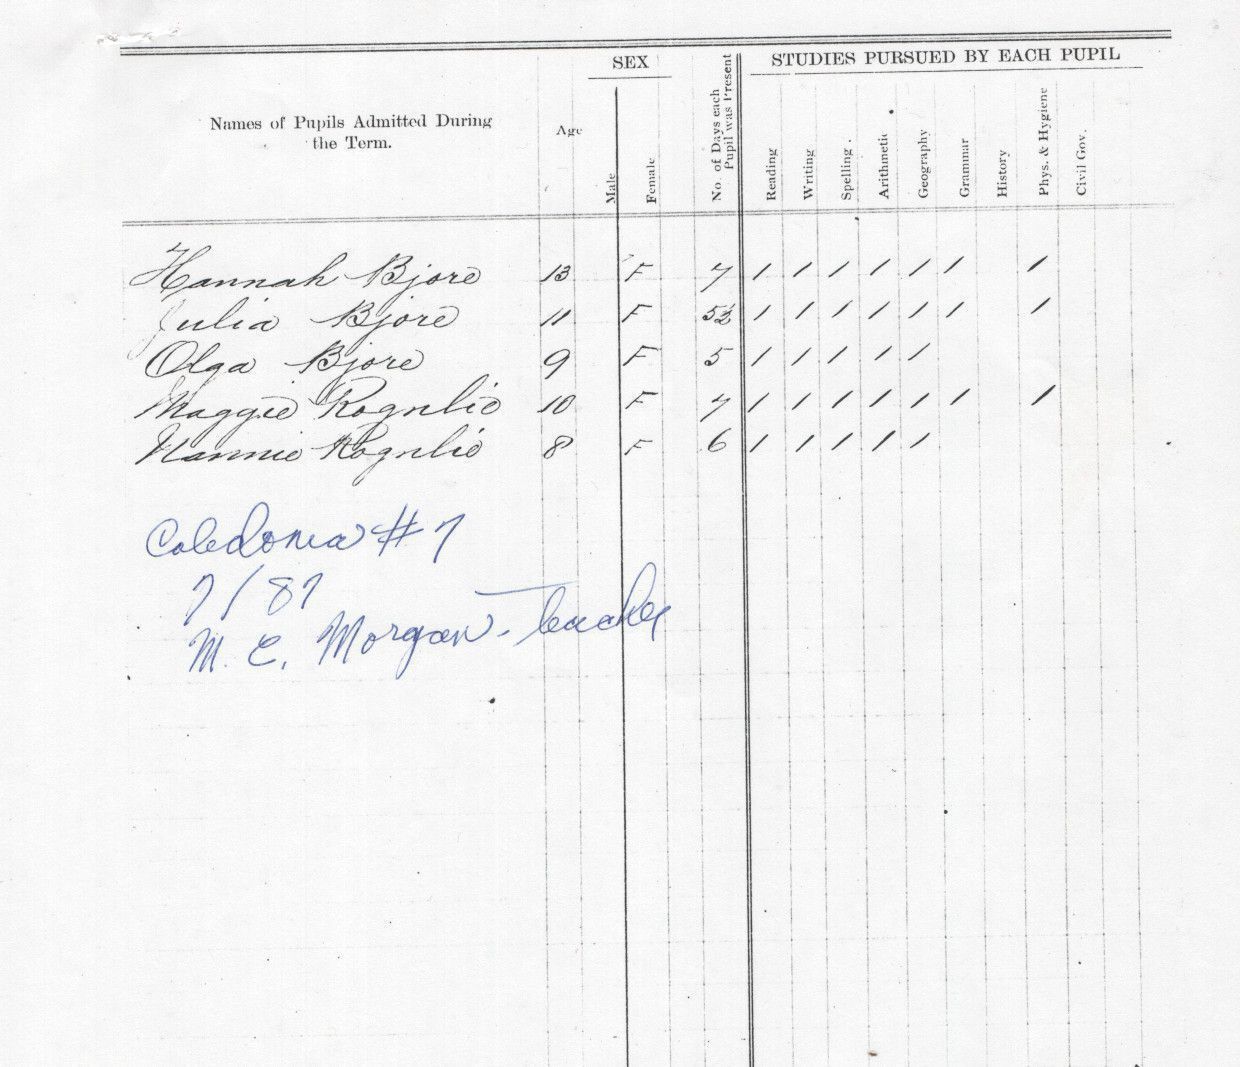 SEX
STUDIES PURSUED BY EACH PUPIL
Names of Pupils Admitted During
the Term.
Age
Male
Female
No. of Days each
Pupil was Present
Reading
Writing
Spelling
Arithmetic
Geography
Grammar
History
Phys. & Hygiene
Civil Gov.
Hannah Bjore 13 F 7 / / / / / / /
Julia Bjore 11 F 5½ / / / / / / /
Olga Bjore 9 F 5 / / / / /
Maggie Rognlie 10 F 7 / / / / / / /
Nannie Rognlie 8 F 6 / / / / /
Caledonia #7
7/87
M. E. Morgan - Teacher